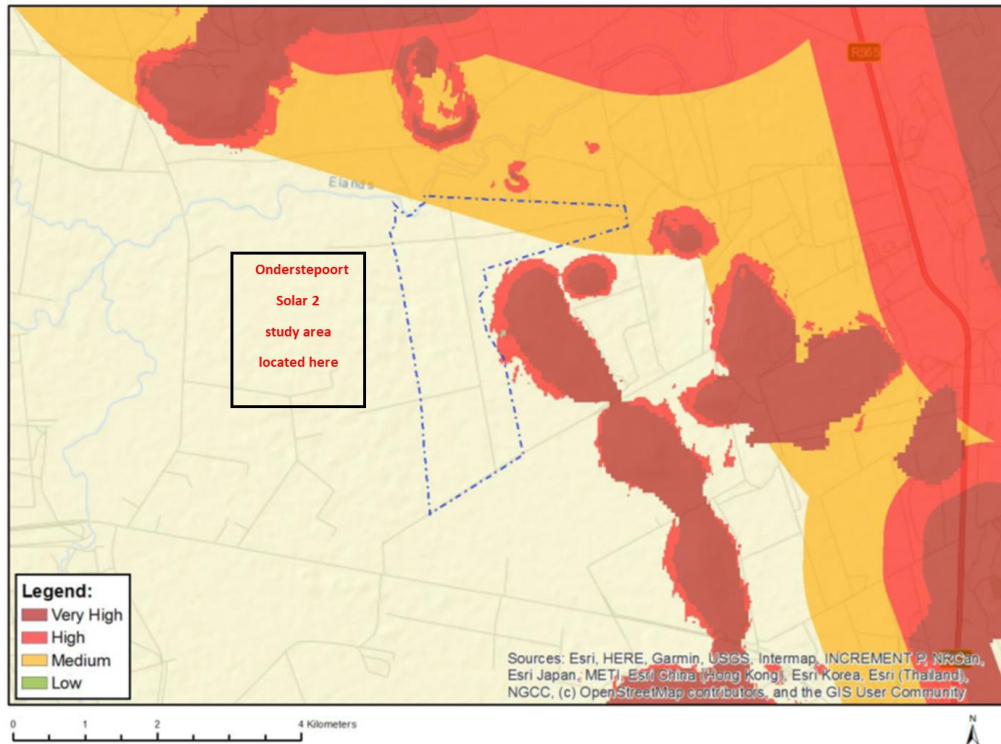 R565
Elands
Onderstepoort
Solar 2
study area
located here
Legend:
Very High
High
Medium
Low
Sources: Esri, HERE, Garmin, USGS, Intermap, INCREMENT P, NRCan,
Esri Japan, METI, Esri China (Hong Kong), Esri Korea, Esri (Thailand),
NGCC, (c) OpenStreetMap contributors, and the GIS User Community
0 1 2 4 Kilometers
N